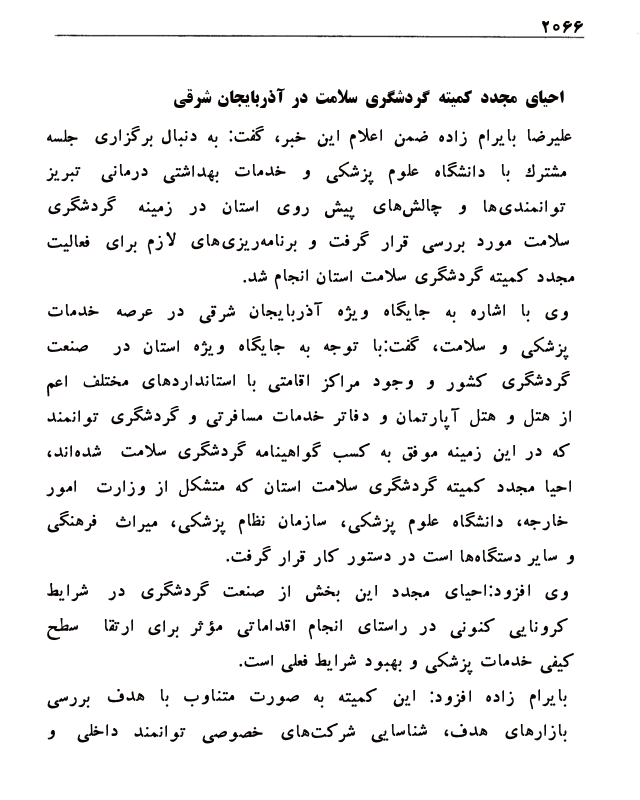 ۲۰۶۶
احیای مجدد کمیته گردشگری سلامت در آذربایجان شرقی
علیرضا بایرام زاده ضمن اعلام این خبر، گفت: به دنبال برگزاری جلسه
مشترك با دانشگاه علوم پزشکی و خدمات بهداشتی درمانی تبریز
توانمندی‌ها و چالش‌های پیش روی استان در زمینه گردشگری
سلامت مورد بررسی قرار گرفت و برنامه‌ریزی‌های لازم برای فعالیت
مجدد کمیته گردشگری سلامت استان انجام شد.
وی با اشاره به جایگاه ویژه آذربایجان شرقی در عرصه خدمات
پزشکی و سلامت، گفت:با توجه به جایگاه ویژه استان در صنعت
گردشگری کشور و وجود مراکز اقامتی با استانداردهای مختلف اعم
از هتل و هتل آپارتمان و دفاتر خدمات مسافرتی و گردشگری توانمند
که در این زمینه موفق به کسب گواهینامه گردشگری سلامت شده‌اند،
احیا مجدد کمیته گردشگری سلامت استان که متشکل از وزارت امور
خارجه، دانشگاه علوم پزشکی، سازمان نظام پزشکی، میراث فرهنگی
و سایر دستگاه‌ها است در دستور کار قرار گرفت.
وی افزود:احیای مجدد این بخش از صنعت گردشگری در شرایط
کرونایی کنونی در راستای انجام اقداماتی مؤثر برای ارتقا سطح
کیفی خدمات پزشکی و بهبود شرایط فعلی است.
بایرام زاده افزود: این کمیته به صورت متناوب با هدف بررسی
بازارهای هدف، شناسایی شرکت‌های خصوصی توانمند داخلی و